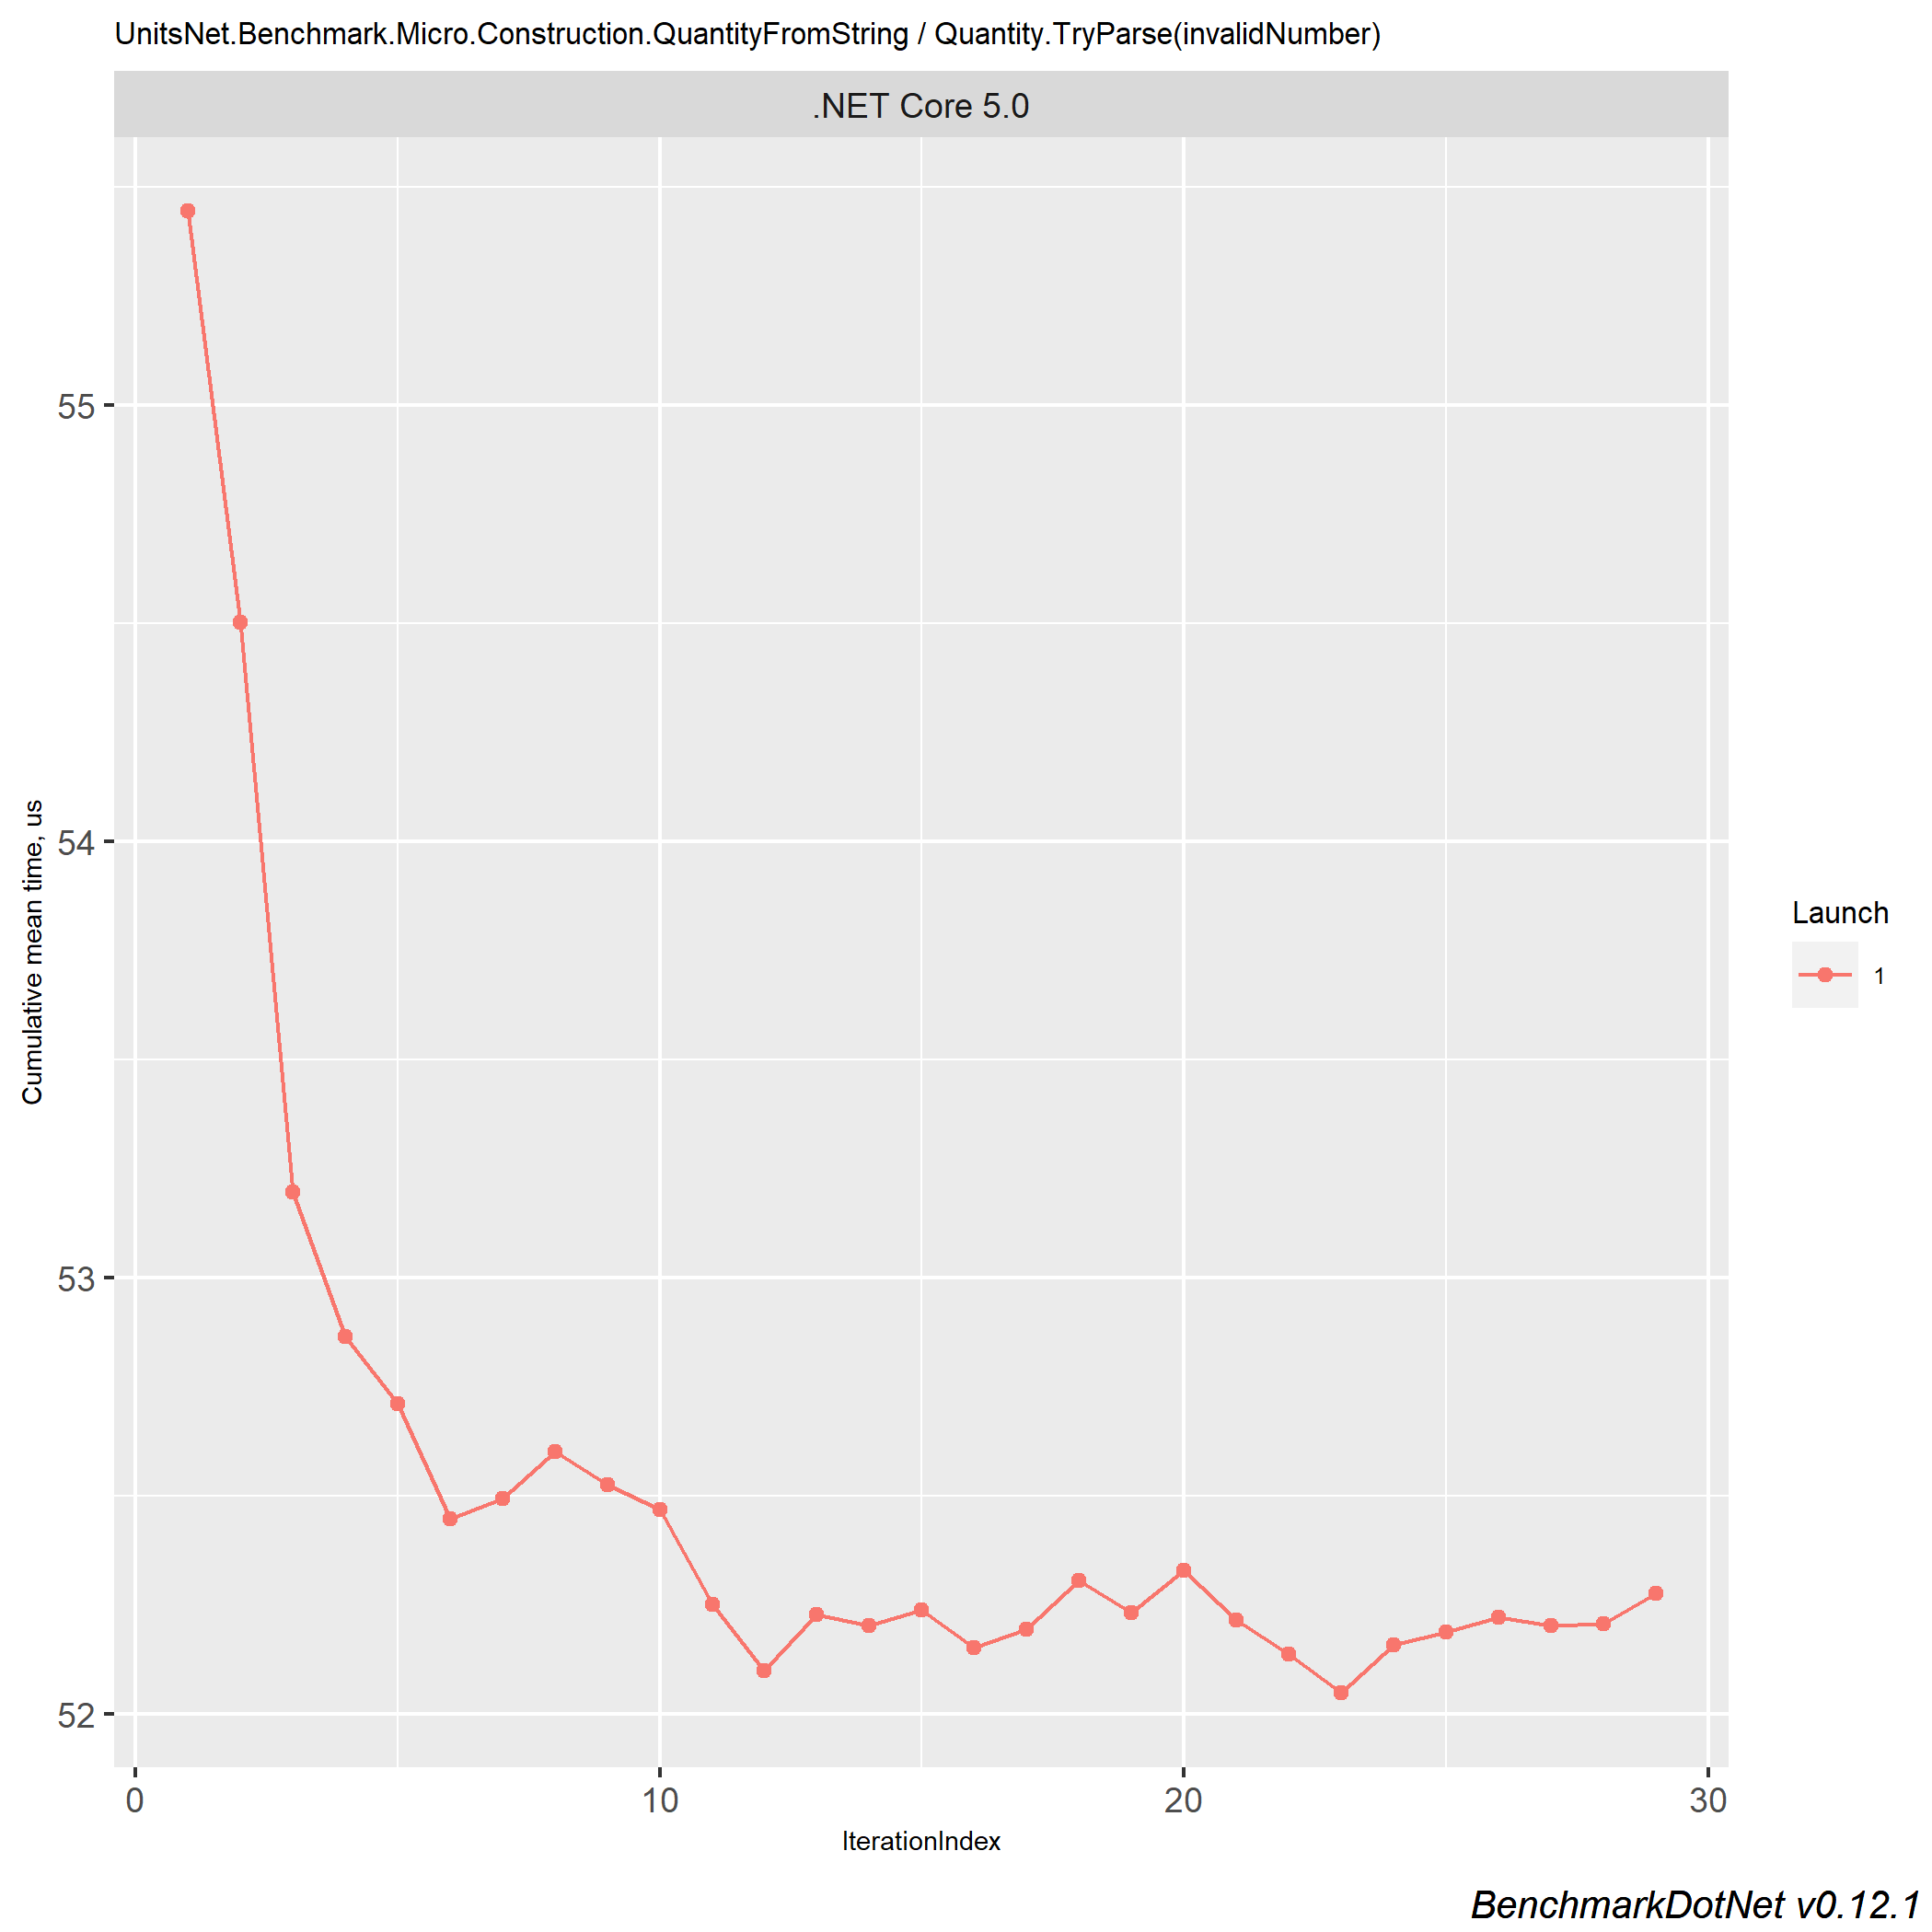 UnitsNet.Benchmark.Micro.Construction.QuantityFromString / Quantity.TryParse(invalidNumber)
.NET Core 5.0
Cumulative mean time, us
55
54
53
52
0
10
20
30
IterationIndex
Launch
1
BenchmarkDotNet v0.12.1